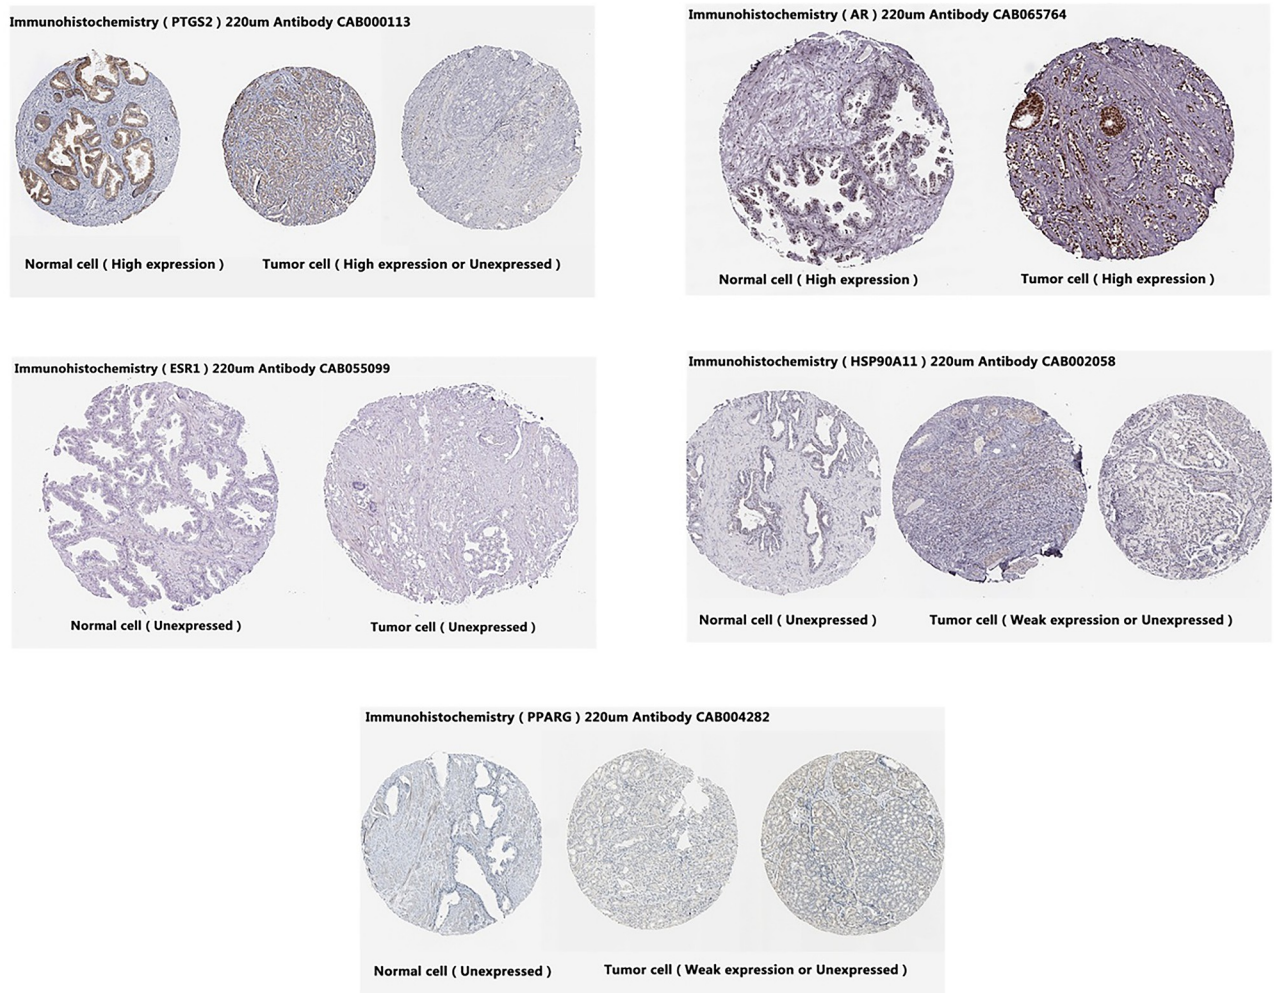 Immunohistochemistry ( PTGS2 ) 220um Antibody CAB000113
Normal cell ( High expression )
Tumor cell ( High expression or Unexpressed )
Immunohistochemistry ( AR ) 220um Antibody CAB065764
Normal cell ( High expression )
Tumor cell ( High expression )
Immunohistochemistry ( ESR1 ) 220um Antibody CAB055099
Normal cell ( Unexpressed )
Tumor cell ( Unexpressed )
Immunohistochemistry ( HSP90A11 ) 220um Antibody CAB002058
Normal cell ( Unexpressed )
Tumor cell ( Weak expression or Unexpressed )
Immunohistochemistry ( PPARG ) 220um Antibody CAB004282
Normal cell ( Unexpressed )
Tumor cell ( Weak expression or Unexpressed )